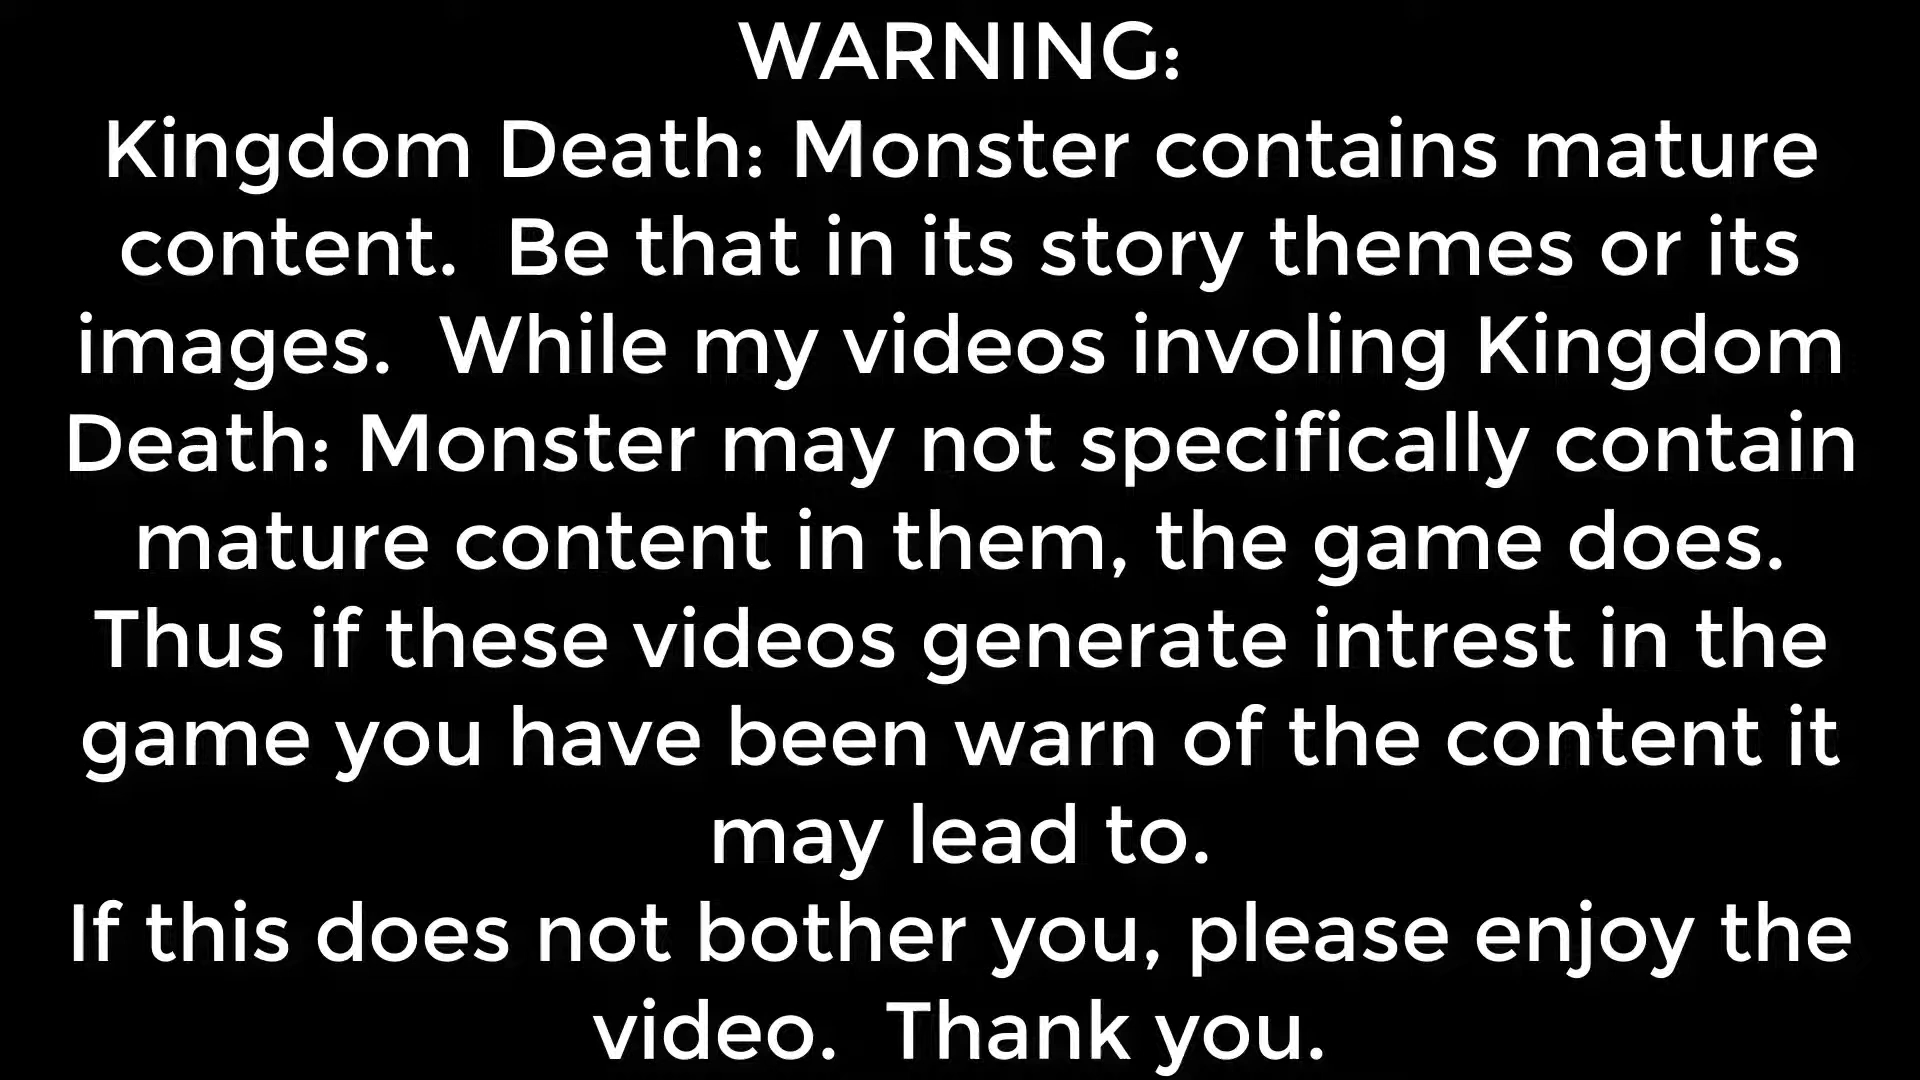 WARNING:
Kingdom Death: Monster contains mature
content.  Be that in its story themes or its
images.  While my videos involing Kingdom
Death: Monster may not specifically contain
mature content in them, the game does.
Thus if these videos generate intrest in the
game you have been warn of the content it
may lead to.
If this does not bother you, please enjoy the
video.  Thank you.